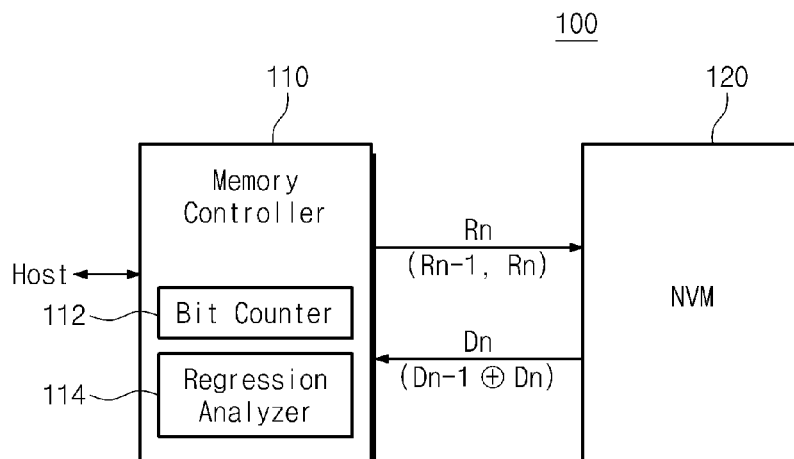 100
110
120
Memory
Controller
Rn
(Rn-1, Rn)
Host
NVM
112
Bit Counter
Dn
(Dn-1 ⊕ Dn)
114
Regression
Analyzer